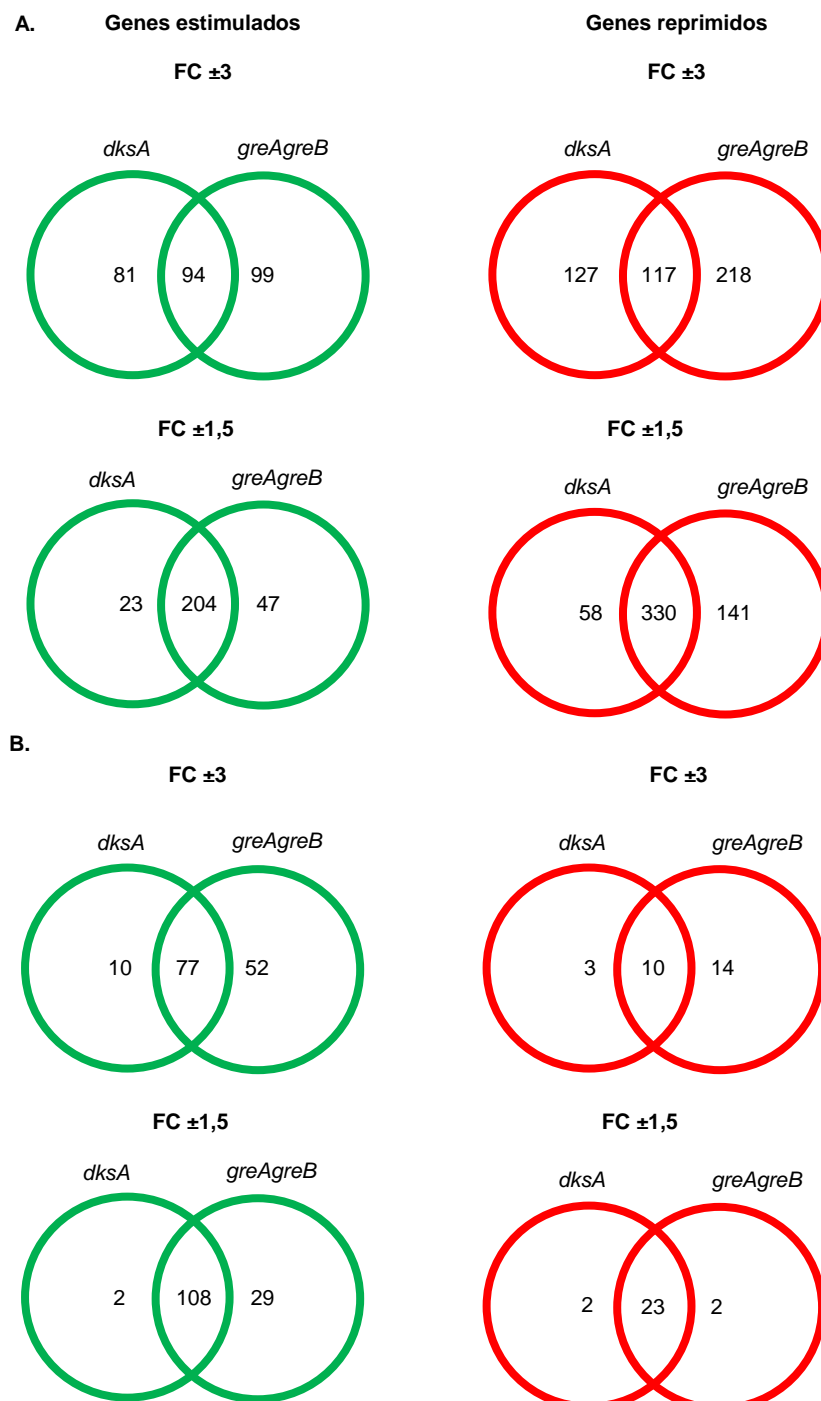 A. Genes estimulados Genes reprimidos
FC ±3 FC ±3
dksA greAgreB dksA greAgreB
81 94 99 127 117 218
FC ±1,5 FC ±1,5
dksA greAgreB dksA greAgreB
23 204 47 58 330 141
B.
FC ±3 FC ±3
dksA greAgreB dksA greAgreB
10 77 52 3 10 14
FC ±1,5 FC ±1,5
dksA greAgreB dksA greAgreB
2 108 29 2 23 2